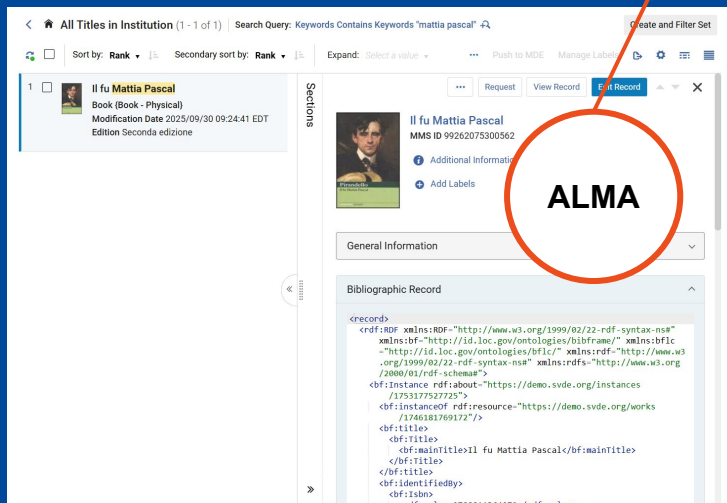 All Titles in Institution (1 - 1 of 1) Search Query: Keywords Contains Keywords "mattia pascal" Create and Filter Set
Sort by: Rank Secondary sort by: Rank Expand: Select a value ... Push to MDE Manage Labels
1 Il fu Mattia Pascal
Book {Book - Physical}
Modification Date 2025/09/30 09:24:41 EDT
Edition Seconda edizione
Sections
... Request View Record Edit Record
Il fu Mattia Pascal
MMS ID 99262075300562
Additional Information
Add Labels
Pirandello
ALMA
General Information
Bibliographic Record
<record>
<rdf:RDF xmlns:RDF="http://www.w3.org/1999/02/22-rdf-syntax-ns#"
xmlns:bf="http://id.loc.gov/ontologies/bibframe/" xmlns:bflc
="http://id.loc.gov/ontologies/bflc/" xmlns:rdf="http://www.w3
.org/1999/02/22-rdf-syntax-ns#" xmlns:rdfs="http://www.w3.org
/2000/01/rdf-schema#">
<bf:Instance rdf:about="https://demo.svde.org/instances
/1753177527725">
<bf:instanceOf rdf:resource="https://demo.svde.org/works
/1746181769172"/>
<bf:title>
<bf:Title>
<bf:mainTitle>Il fu Mattia Pascal</bf:mainTitle>
</bf:Title>
</bf:title>
<bf:identifiedBy>
<bf:Isbn>